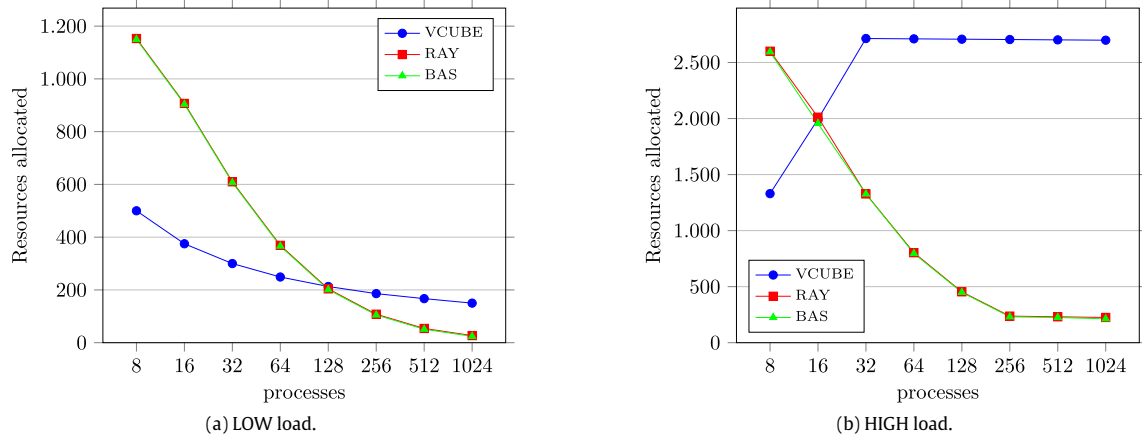 1.200
1.000
800
600
400
200
0
Resources allocated
VCUBE
RAY
BAS
8 16 32 64 128 256 512 1024
processes
(a) LOW load.
2.500
2.000
1.500
1.000
500
0
Resources allocated
VCUBE
RAY
BAS
8 16 32 64 128 256 512 1024
processes
(b) HIGH load.